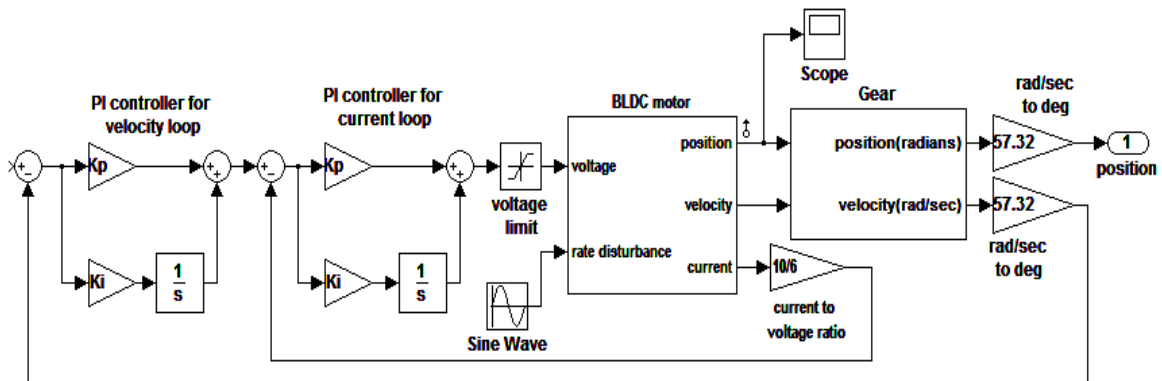 PI controller for
velocity loop
Kp
Ki
1
s
PI controller for
current loop
Kp
Ki
1
s
voltage
limit
Sine Wave
BLDC motor
voltage
rate disturbance
position
velocity
current
Scope
10/6
current to
voltage ratio
Gear
position(radians)
velocity(rad/sec)
rad/sec
to deg
57.32
57.32
rad/sec
to deg
1
position